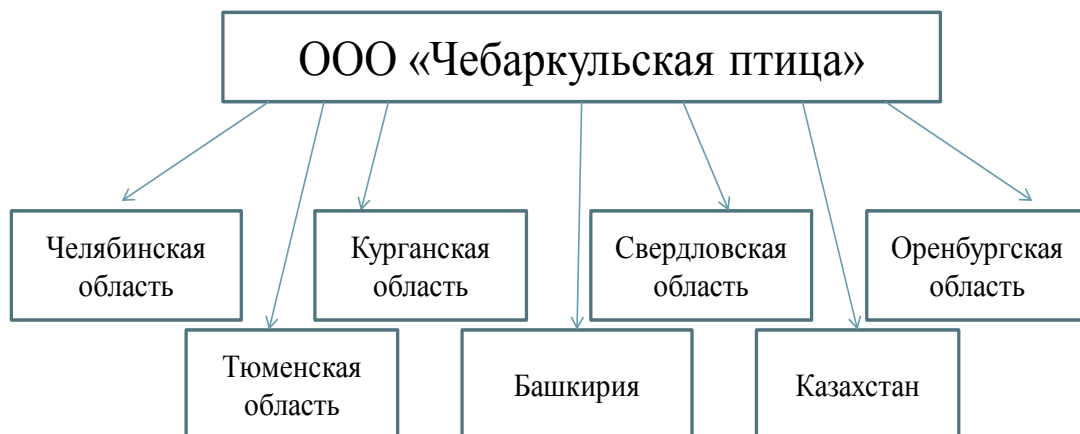 ООО «Чебаркульская птица»
Челябинская
область
Курганская
область
Свердловская
область
Оренбургская
область
Тюменская
область
Башкирия
Казахстан